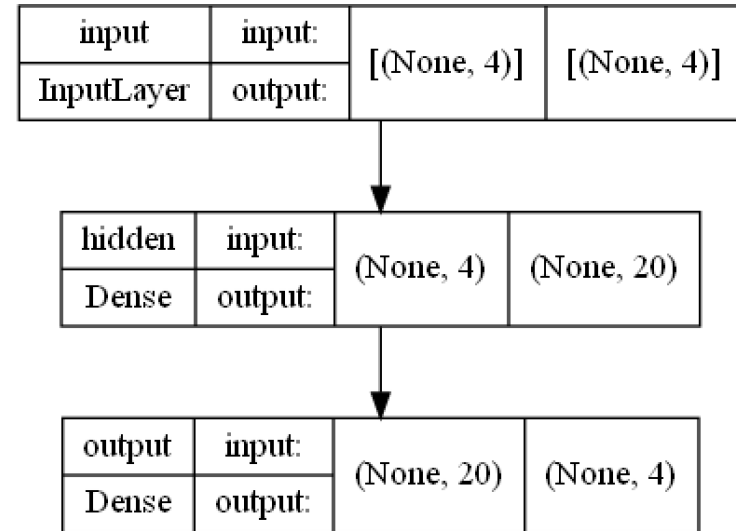 input input: [(None, 4)] [(None, 4)]
InputLayer output:
hidden input: (None, 4) (None, 20)
Dense output:
output input: (None, 20) (None, 4)
Dense output: